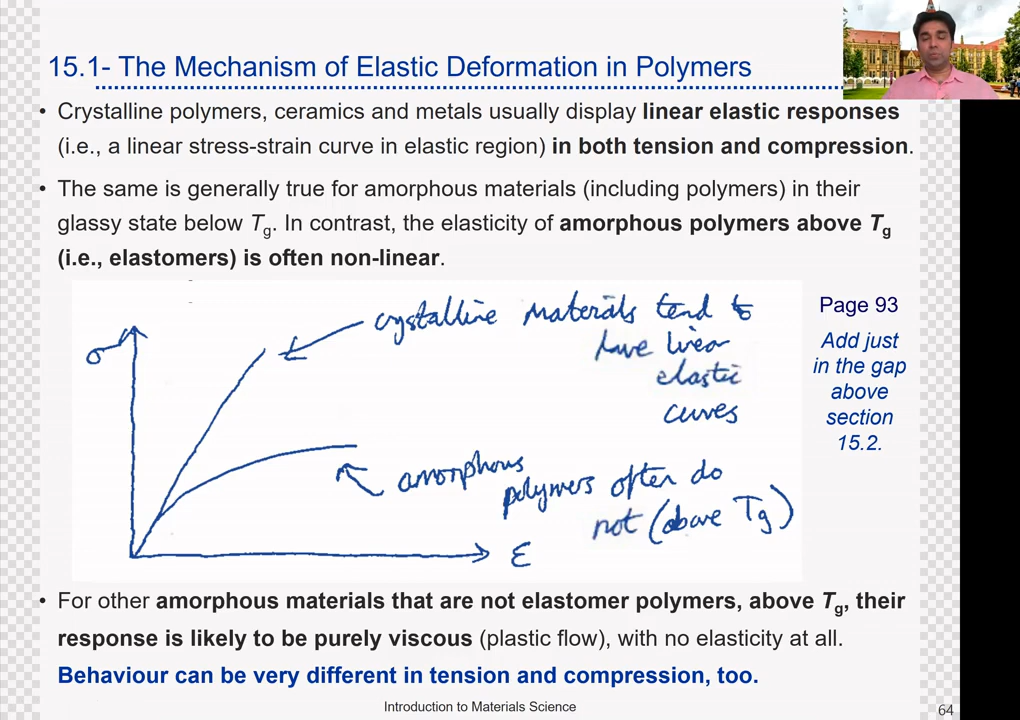 15.1- The Mechanism of Elastic Deformation in Polymers
• Crystalline polymers, ceramics and metals usually display linear elastic responses
(i.e., a linear stress-strain curve in elastic region) in both tension and compression.
• The same is generally true for amorphous materials (including polymers) in their
glassy state below Tg. In contrast, the elasticity of amorphous polymers above Tg
(i.e., elastomers) is often non-linear.
σ
crystalline materials tend to
have linear
elastic
curves
amorphous
polymers often do
not (above Tg)
ε
Page 93
Add just
in the gap
above
section
15.2.
• For other amorphous materials that are not elastomer polymers, above Tg, their
response is likely to be purely viscous (plastic flow), with no elasticity at all.
Behaviour can be very different in tension and compression, too.
Introduction to Materials Science
64